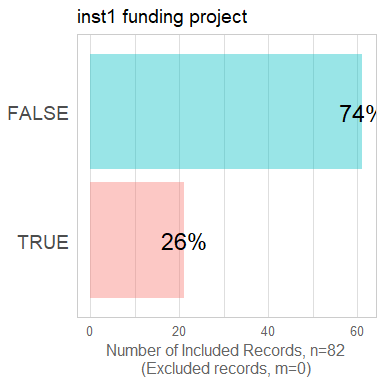 inst1 funding project
FALSE
74%
TRUE
26%
0
20
40
60
Number of Included Records, n=82
(Excluded records, m=0)